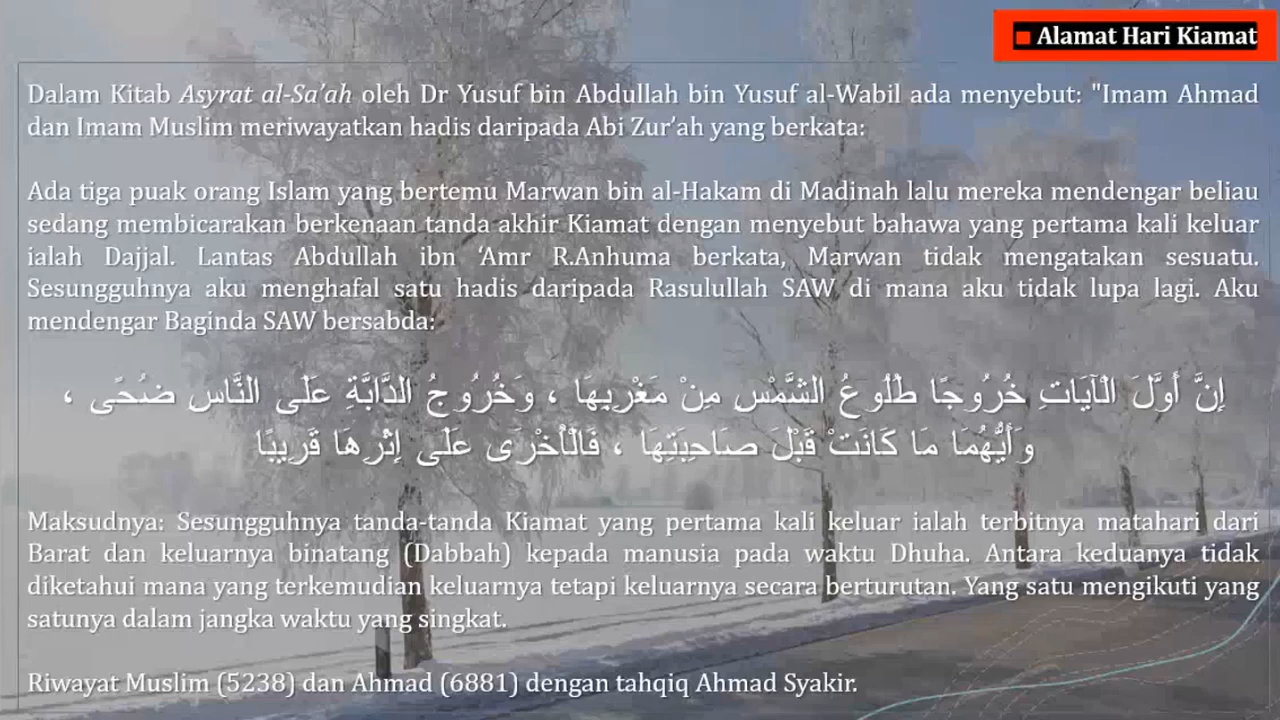 Alamat Hari Kiamat
Dalam Kitab Asyrat al-Sa’ah oleh Dr Yusuf bin Abdullah bin Yusuf al-Wabil ada menyebut: "Imam Ahmad
dan Imam Muslim meriwayatkan hadis daripada Abi Zur’ah yang berkata:
Ada tiga puak orang Islam yang bertemu Marwan bin al-Hakam di Madinah lalu mereka mendengar beliau
sedang membicarakan berkenaan tanda akhir Kiamat dengan menyebut bahawa yang pertama kali keluar
ialah Dajjal. Lantas Abdullah ibn ‘Amr R.Anhuma berkata, Marwan tidak mengatakan sesuatu.
Sesungguhnya aku menghafal satu hadis daripada Rasulullah SAW di mana aku tidak lupa lagi. Aku
mendengar Baginda SAW bersabda:
إِنَّ أَوَّلَ الْآيَاتِ خُرُوجًا طُلُوعُ الشَّمْسِ مِنْ مَغْرِبِهَا ، وَخُرُوجُ الدَّابَّةِ عَلَى النَّاسِ ضُحًى ،
وَأَيُّهُمَا مَا كَانَتْ قَبْلَ صَاحِبَتِهَا ، فَالْأُخْرَى عَلَى إِثْرِهَا قَرِيبًا
Maksudnya: Sesungguhnya tanda-tanda Kiamat yang pertama kali keluar ialah terbitnya matahari dari
Barat dan keluarnya binatang (Dabbah) kepada manusia pada waktu Dhuha. Antara keduanya tidak
diketahui mana yang terkemudian keluarnya tetapi keluarnya secara berturutan. Yang satu mengikuti yang
satunya dalam jangka waktu yang singkat.
Riwayat Muslim (5238) dan Ahmad (6881) dengan tahqiq Ahmad Syakir.